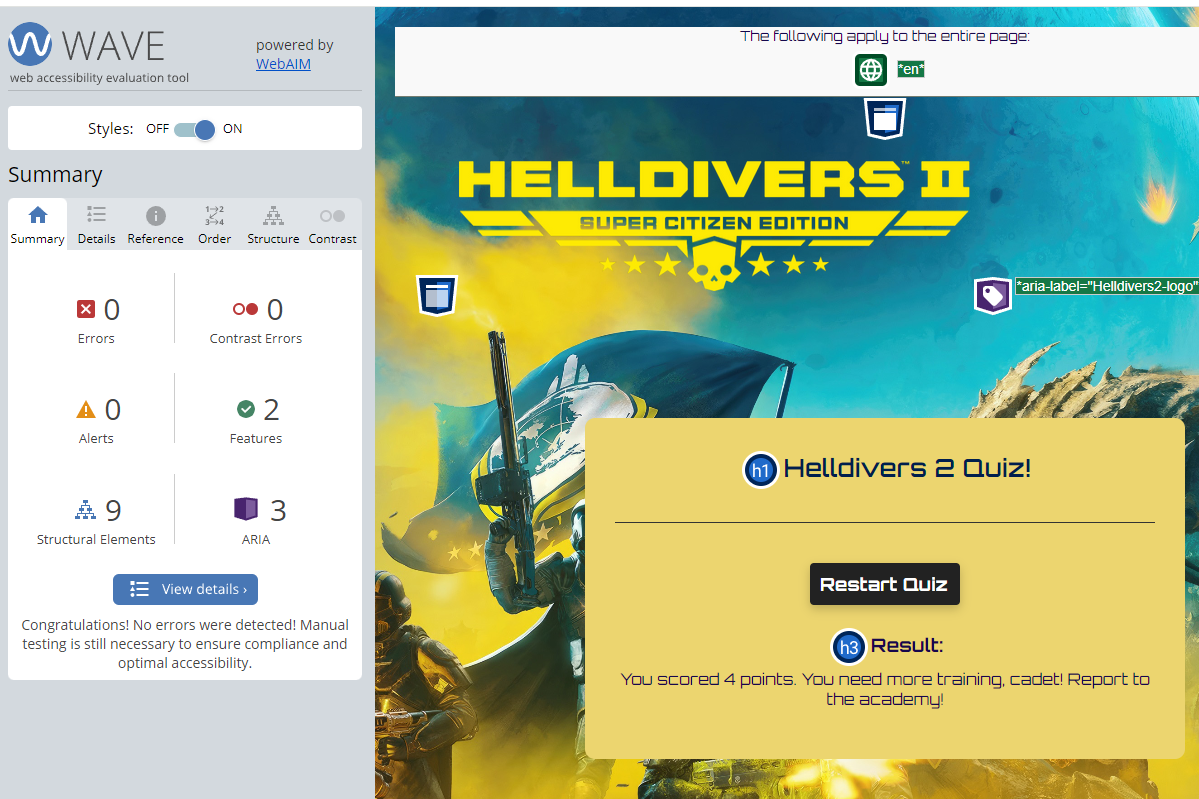 WAVE
web accessibility evaluation tool
powered by
WebAIM
Styles: OFF ON
Summary
Summary Details Reference Order Structure Contrast
0
Errors
0
Contrast Errors
0
Alerts
2
Features
9
Structural Elements
3
ARIA
View details ›
Congratulations! No errors were detected! Manual
testing is still necessary to ensure compliance and
optimal accessibility.
The following apply to the entire page:
*en*
HELLDIVERS™ II
SUPER CITIZEN EDITION
*aria-label="Helldivers2-logo"
h1 Helldivers 2 Quiz!
Restart Quiz
h3 Result:
You scored 4 points. You need more training, cadet! Report to
the academy!